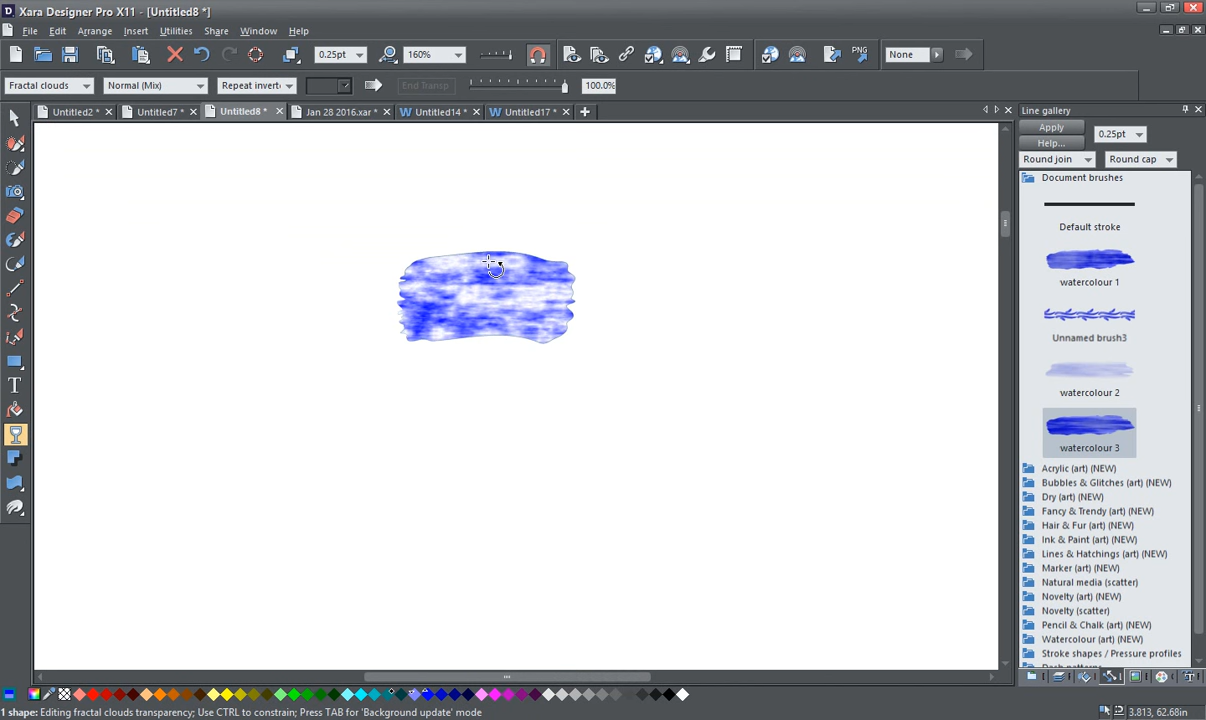 Xara Designer Pro X11 - [Untitled8 *]
File Edit Arrange Insert Utilities Share Window Help
0.25pt 160% PNG None
Fractal clouds Normal (Mix) Repeat inverte End Transp 100.0%
Untitled2 * Untitled7 * Untitled8 * Jan 28 2016.xar * Untitled14 * Untitled17 *
Line gallery
Apply
0.25pt
Help...
Round join Round cap
Document brushes
Default stroke
watercolour 1
Unnamed brush3
watercolour 2
watercolour 3
Acrylic (art) (NEW)
Bubbles & Glitches (art) (NEW)
Dry (art) (NEW)
Fancy & Trendy (art) (NEW)
Hair & Fur (art) (NEW)
Ink & Paint (art) (NEW)
Lines & Hatchings (art) (NEW)
Marker (art) (NEW)
Natural media (scatter)
Novelty (art) (NEW)
Novelty (scatter)
Pencil & Chalk (art) (NEW)
Watercolour (art) (NEW)
Stroke shapes / Pressure profiles
1 shape: Editing fractal clouds transparency; Use CTRL to constrain; Press TAB for 'Background update' mode
3.813, 62.68in